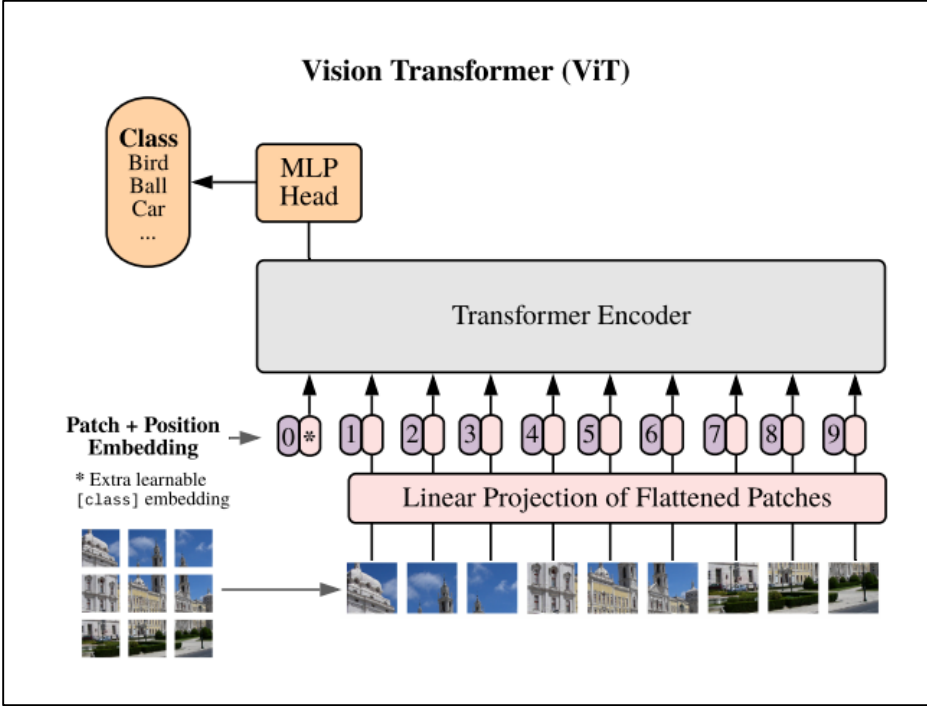 Vision Transformer (ViT)
Class
Bird
Ball
Car
...
MLP
Head
Transformer Encoder
Patch + Position
Embedding
0 * 1 2 3 4 5 6 7 8 9
* Extra learnable
[class] embedding
Linear Projection of Flattened Patches